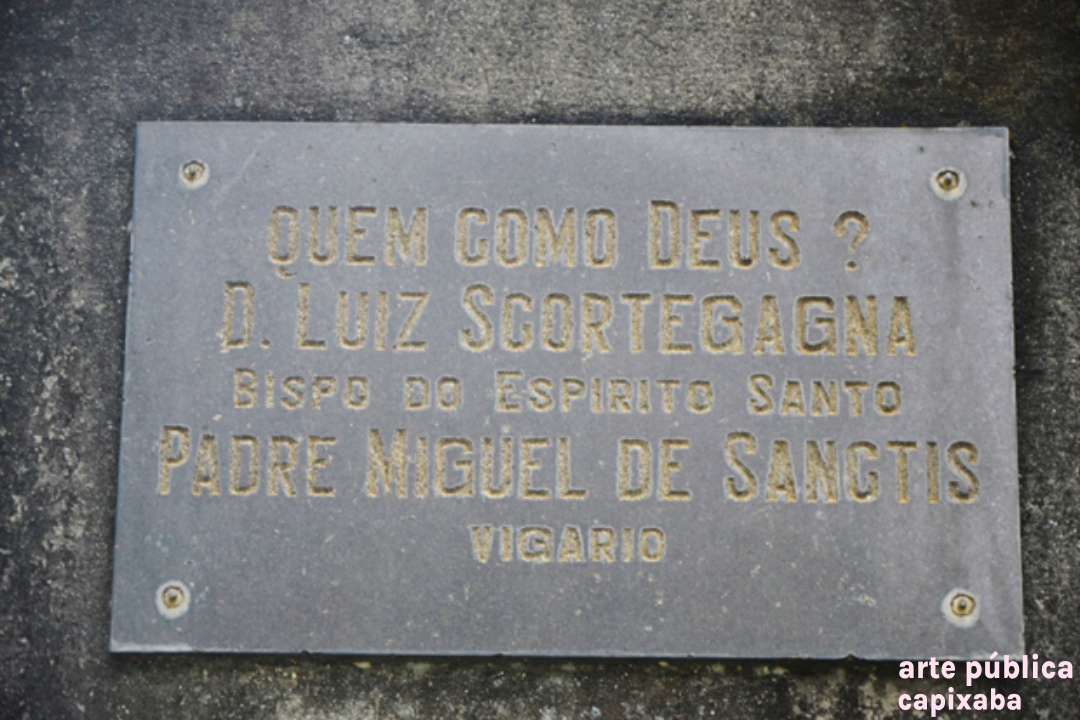 QUEM COMO DEUS ?
D. LUIZ SCORTEGAGNA
BISPO DO ESPIRITO SANTO
PADRE MIGUEL DE SANCTIS
VIGARIO
arte pública
capixaba